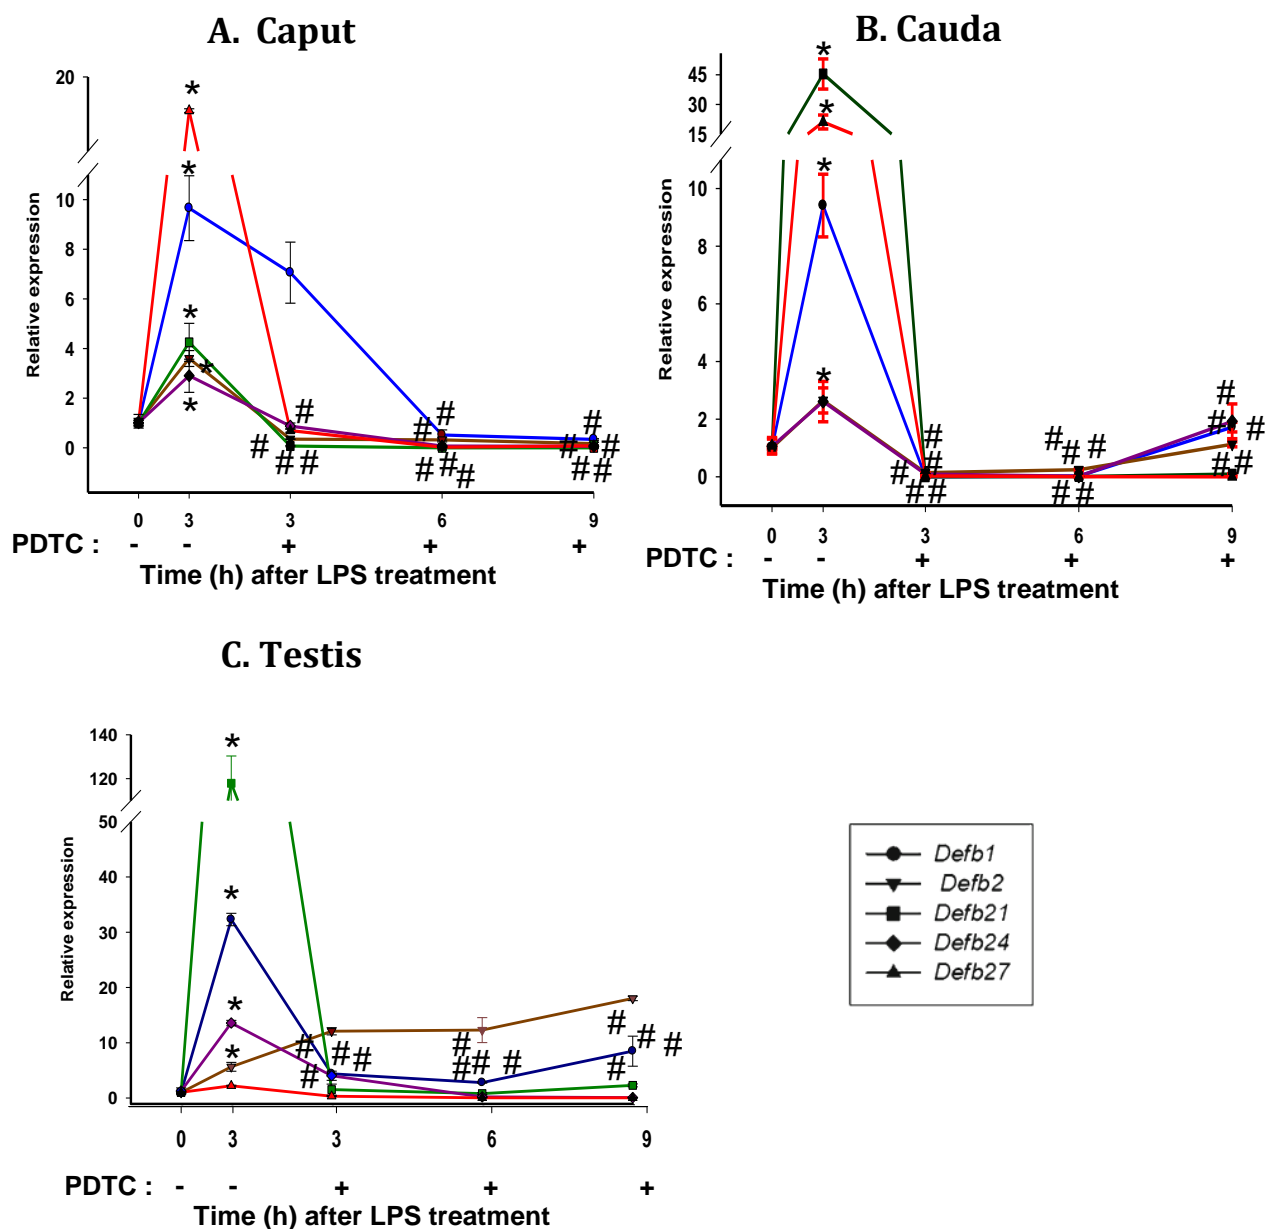 A. Caput
20
10
8
6
4
2
0
Relative expression
* * * * *
# # # # # # # # # # # # #
0 3 3 6 9
PDTC : - - + + +
Time (h) after LPS treatment
B. Cauda
45
30
15
10
8
6
4
2
0
Relative expression
* * * *
# # # # # # # # # # # # # # #
0 3 3 6 9
PDTC : - - + + +
Time (h) after LPS treatment
C. Testis
140
120
50
40
30
20
10
0
Relative expression
* * * *
# # # # # # # # # # # #
0 3 3 6 9
PDTC : - - + + +
Time (h) after LPS treatment
Defb1
Defb2
Defb21
Defb24
Defb27